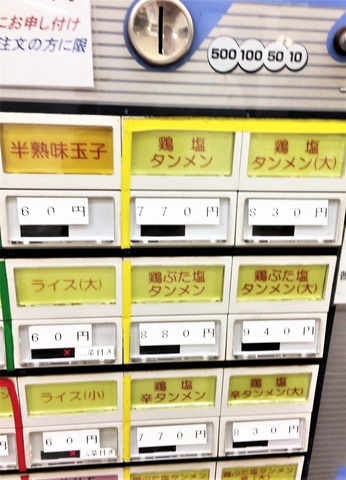 にお申し付け
注文の方に限
500 100 50 10
半熟味玉子
鶏 塩
タンメン
鶏 塩
タンメン(大)
60円
770円
830円
ライス(大)
鶏ぶた塩
タンメン
鶏ぶた塩
タンメン(大)
60円
880円
940円
ライス(小)
鶏 塩
辛タンメン
鶏 塩
辛タンメン(大)
60円
770円
830円